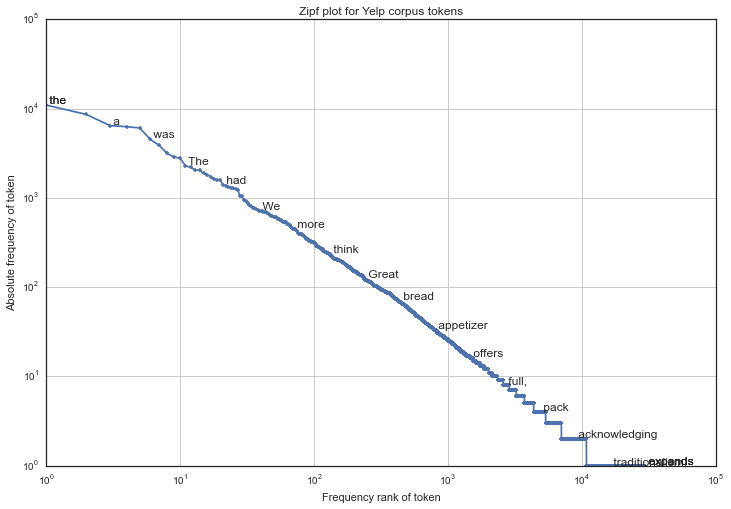 Zipf plot for Yelp corpus tokens
Absolute frequency of token
10^5
10^4
10^3
10^2
10^1
10^0
the
a
was
The
had
We
more
think
Great
bread
appetizer
offers
full,
pack
acknowledging
expands
10^0
10^1
10^2
10^3
10^4
10^5
Frequency rank of token